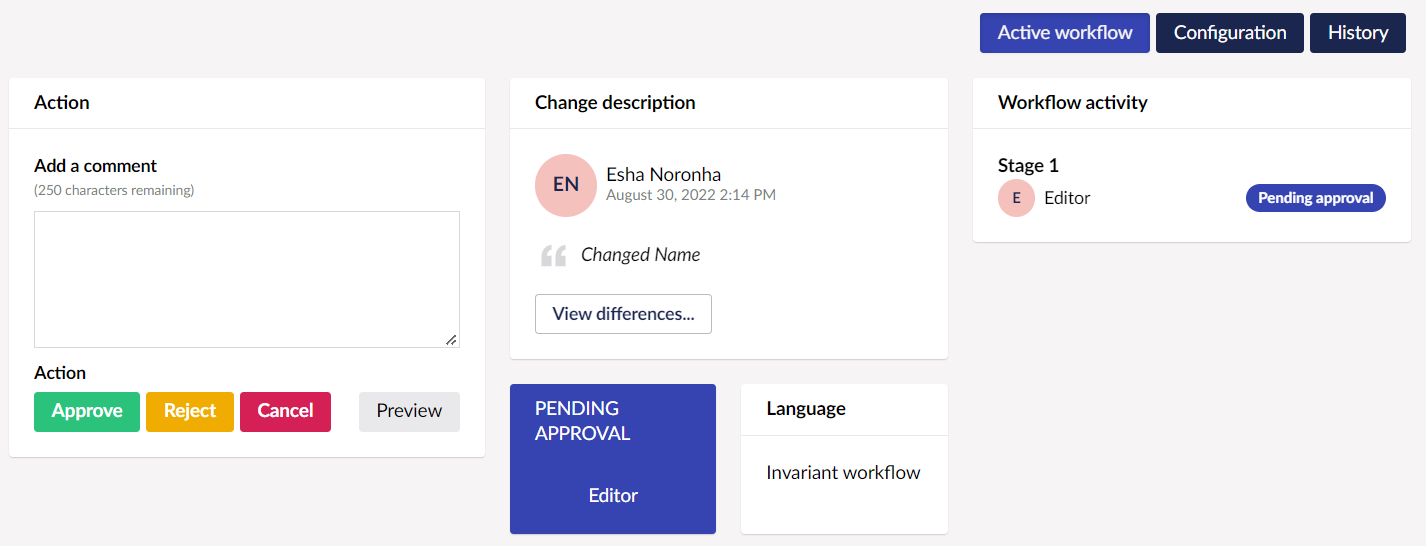 Active workflow
Configuration
History
Action
Add a comment
(250 characters remaining)
Action
Approve
Reject
Cancel
Preview
Change description
EN
Esha Noronha
August 30, 2022 2:14 PM
Changed Name
View differences...
PENDING
APPROVAL
Editor
Language
Invariant workflow
Workflow activity
Stage 1
E
Editor
Pending approval